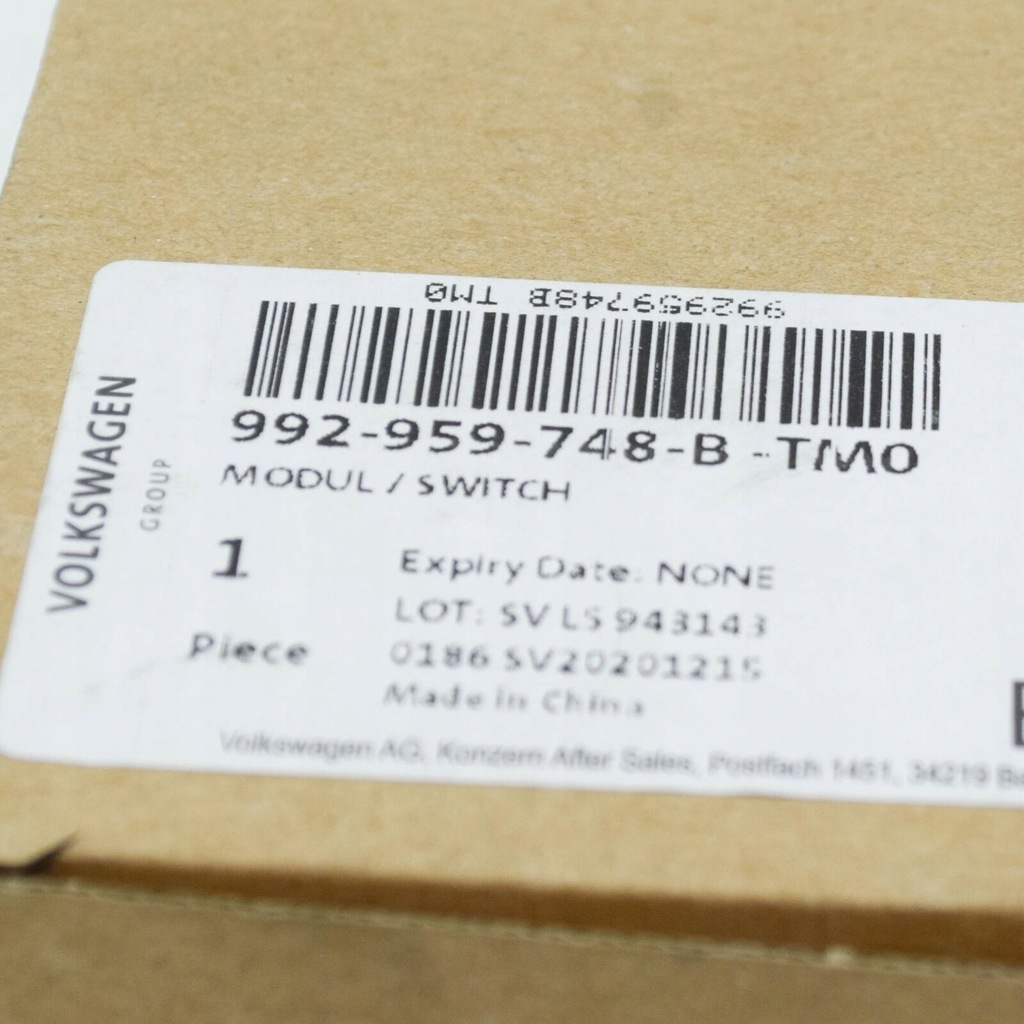 992959748B TM0
992-959-748-B -TM0
MODUL / SWITCH
VOLKSWAGEN
GROUP
1
Piece
Expiry Date: NONE
LOT: SV LS 943143
0186 SV20201215
Made in China
Volkswagen AG, Konzern After Sales, Postfach 1451, 34219